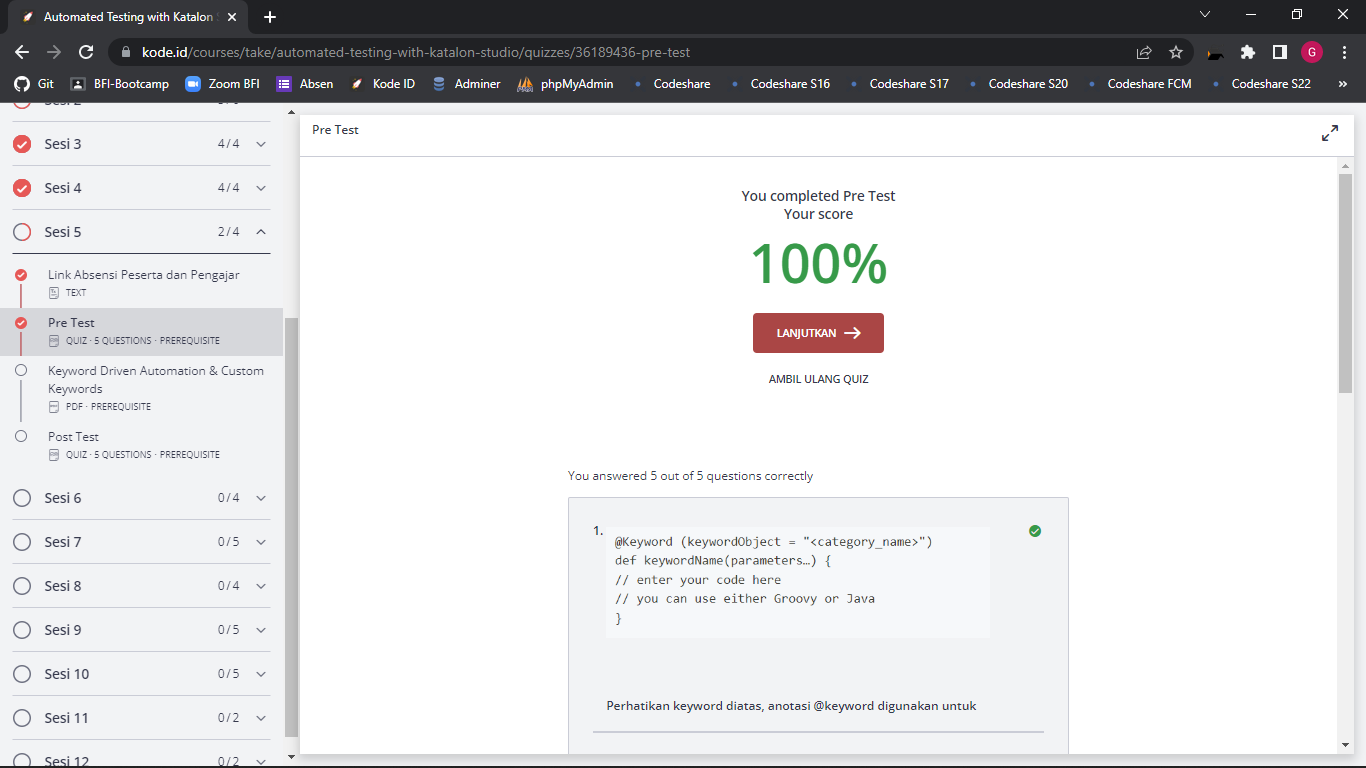 Automated Testing with Katalon S
kode.id/courses/take/automated-testing-with-katalon-studio/quizzes/36189436-pre-test
G
Git
BFI-Bootcamp
Zoom BFI
Absen
Kode ID
Adminer
phpMyAdmin
Codeshare
Codeshare S16
Codeshare S17
Codeshare S20
Codeshare FCM
Codeshare S22
»
Sesi 3 4 / 4
Sesi 4 4 / 4
Sesi 5 2 / 4
Link Absensi Peserta dan Pengajar
TEXT
Pre Test
QUIZ · 5 QUESTIONS · PREREQUISITE
Keyword Driven Automation & Custom
Keywords
PDF · PREREQUISITE
Post Test
QUIZ · 5 QUESTIONS · PREREQUISITE
Sesi 6 0 / 4
Sesi 7 0 / 5
Sesi 8 0 / 4
Sesi 9 0 / 5
Sesi 10 0 / 5
Sesi 11 0 / 2
Sesi 12 0 / 2
Pre Test
You completed Pre Test
Your score
100%
LANJUTKAN
AMBIL ULANG QUIZ
You answered 5 out of 5 questions correctly
1.
@Keyword (keywordObject = "<category_name>")
def keywordName(parameters…) {
// enter your code here
// you can use either Groovy or Java
}
Perhatikan keyword diatas, anotasi @keyword digunakan untuk